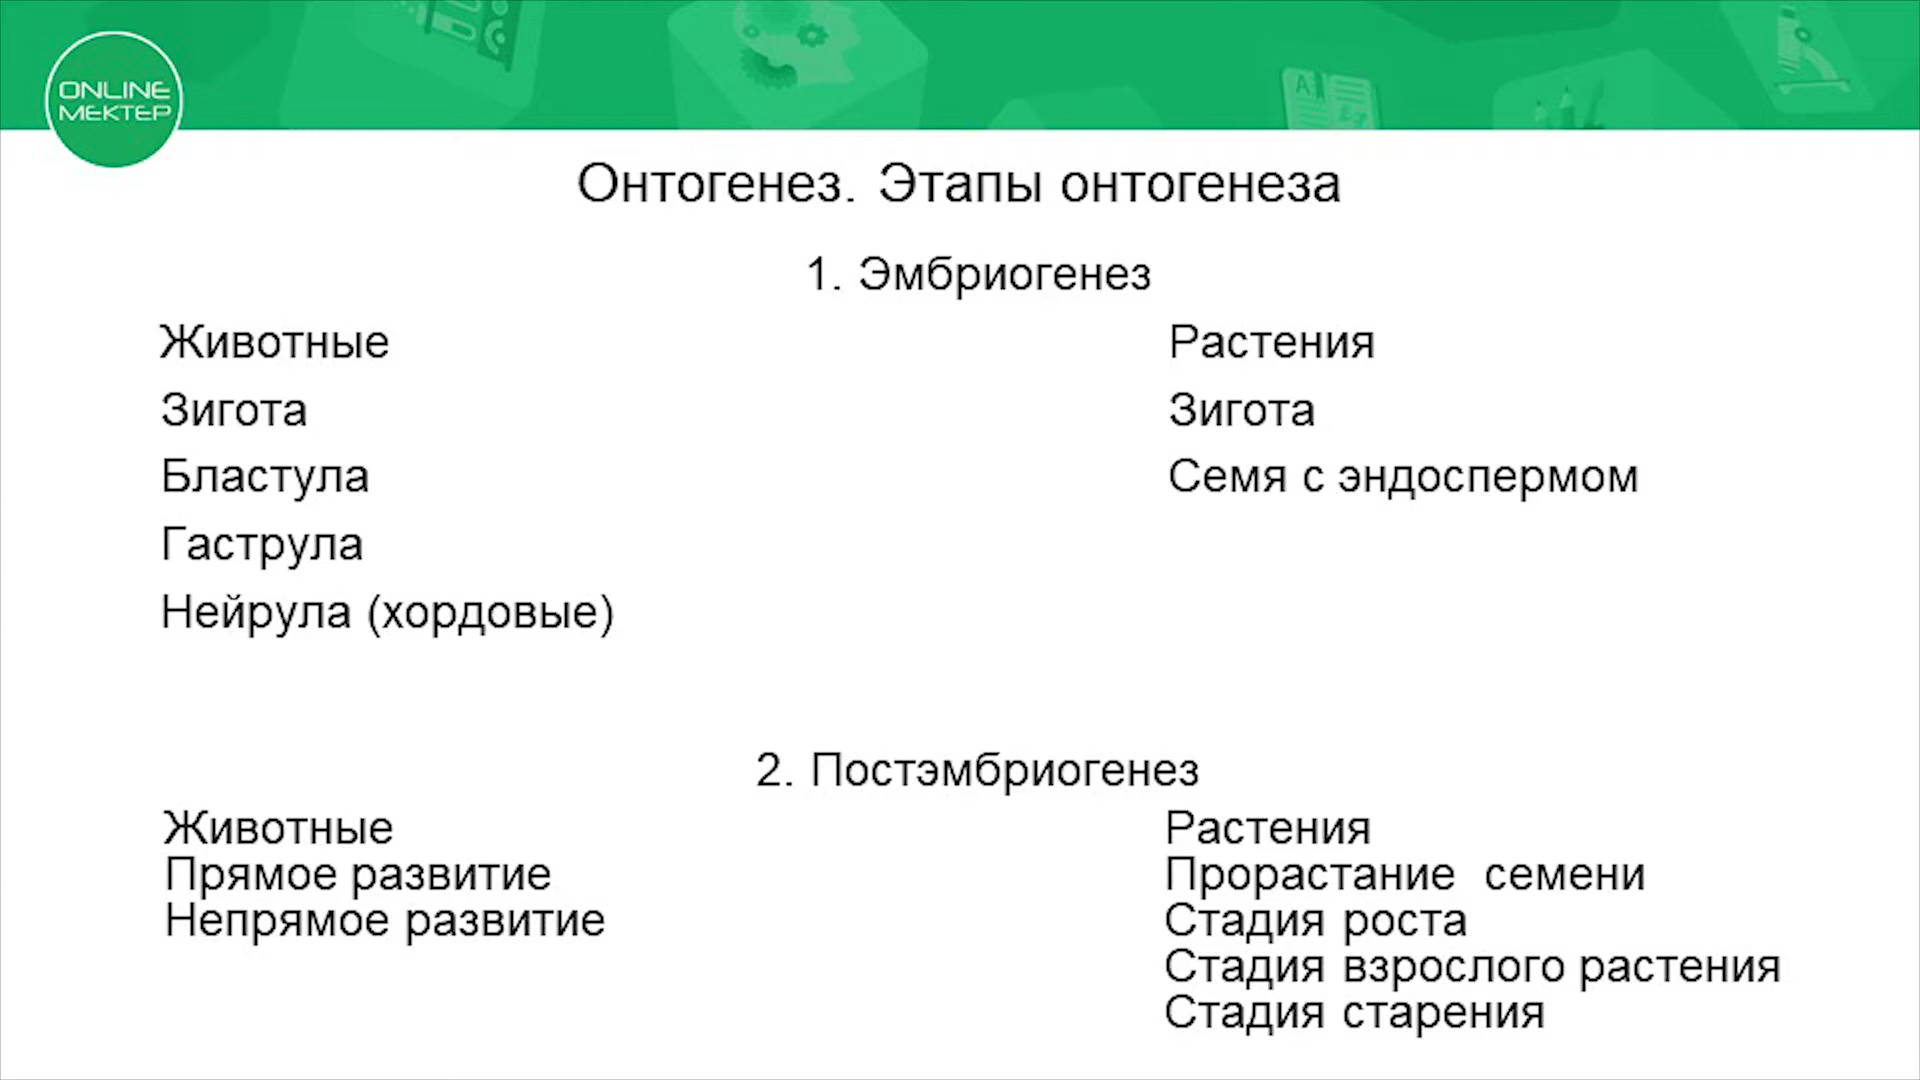 ONLINE
МЕКТЕР
Онтогенез. Этапы онтогенеза
1. Эмбриогенез
Животные
Зигота
Бластула
Гаструла
Нейрула (хордовые)
Растения
Зигота
Семя с эндоспермом
2. Постэмбриогенез
Животные
Прямое развитие
Непрямое развитие
Растения
Прорастание семени
Стадия роста
Стадия взрослого растения
Стадия старения